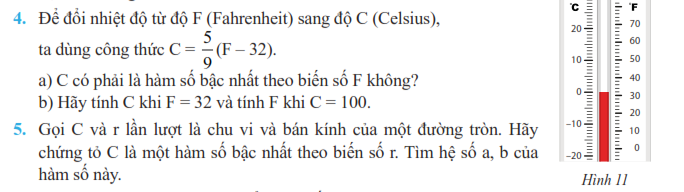 4. Để đổi nhiệt độ từ độ F (Fahrenheit) sang độ C (Celsius),
ta dùng công thức C = 5/9 (F – 32).
a) C có phải là hàm số bậc nhất theo biến số F không?
b) Hãy tính C khi F = 32 và tính F khi C = 100.
5. Gọi C và r lần lượt là chu vi và bán kính của một đường tròn. Hãy
chứng tỏ C là một hàm số bậc nhất theo biến số r. Tìm hệ số a, b của
hàm số này.
°C °F
20 70
60
10 50
40
0 30
20
–10 10
0
–20
Hình 11